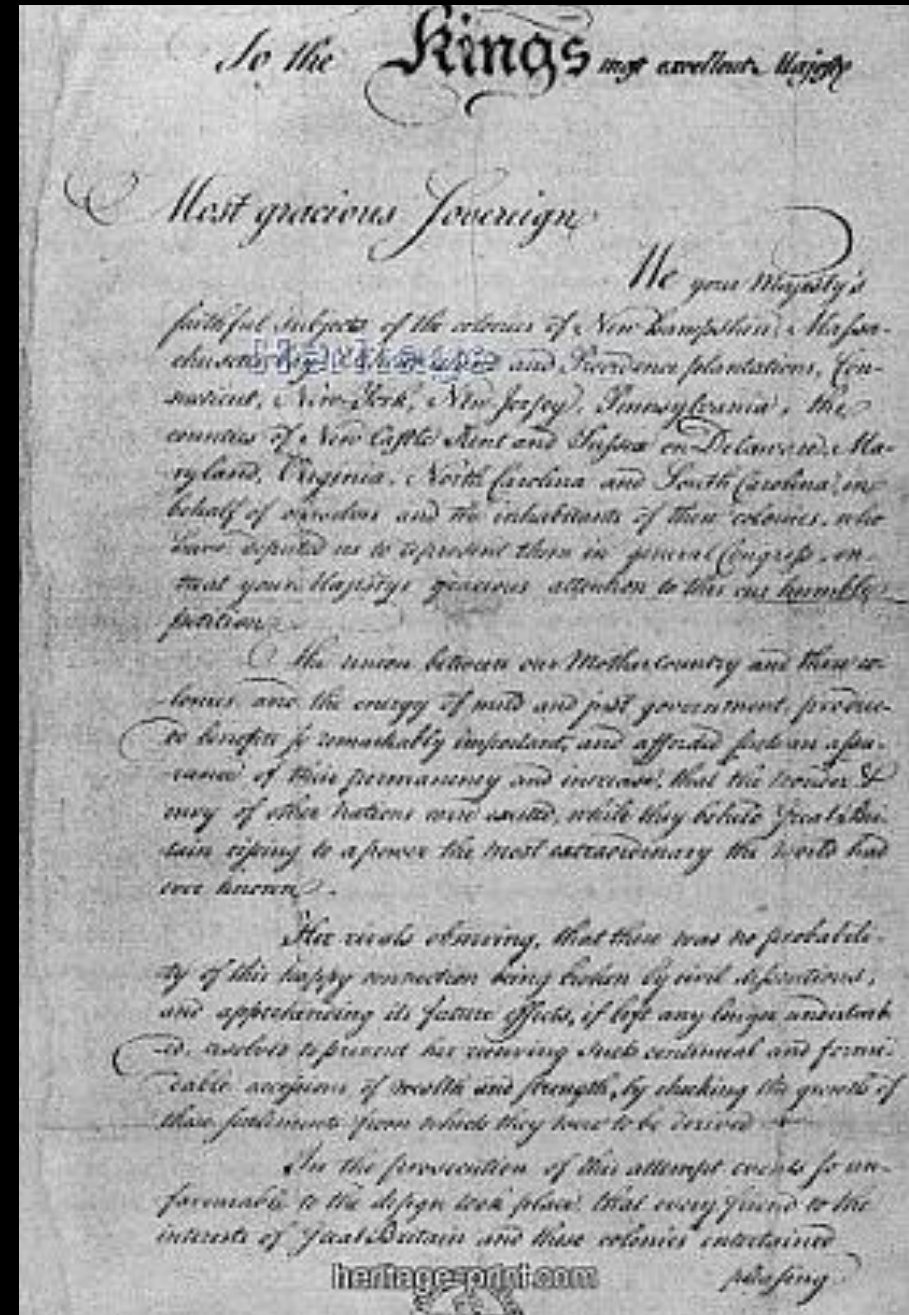 To the Kings most excellent Majesty
Most gracious Sovereign,
We your Majesty's
faithful subjects of the colonies of New Hampshire, Massa-
chusetts bay, Rhode island and Providence plantations, Con-
necticut, New-York, New Jersey, Pennsylvania, the
counties of New Castle Kent and Sussex on Delaware, Ma-
ryland, Virginia, North Carolina and South Carolina, in
behalf of ourselves and the inhabitants of these colonies, who
have deputed us to represent them in general Congress, en-
treat your Majestys gracious attention to this our humble
petition.
The union between our Mother country and these co-
lonies, and the energy of mild and just government, produc-
ed benefits so remarkably important, and afforded such an assu-
rance of their permanency and increase, that the wonder &
envy of other Nations were excited, while they beheld Great Bri-
tain rising to a power the most extraordinary the world had
ever known.
Her rivals observing, that there was no probabili-
ty of this happy connection being broken by civil dissentions,
and apprehending its future effects, if left any longer undisturb-
ed, resolved to prevent her receiving such continual and formi-
dable accessions of wealth and strength, by checking the growth of
these settlements from which they were to be derived.
In the prosecution of this attempt events so un-
favourable to the design took place, that every friend to the
interests of Great Britain and these colonies entertained
pleasing
Heritage
heritage-print.com